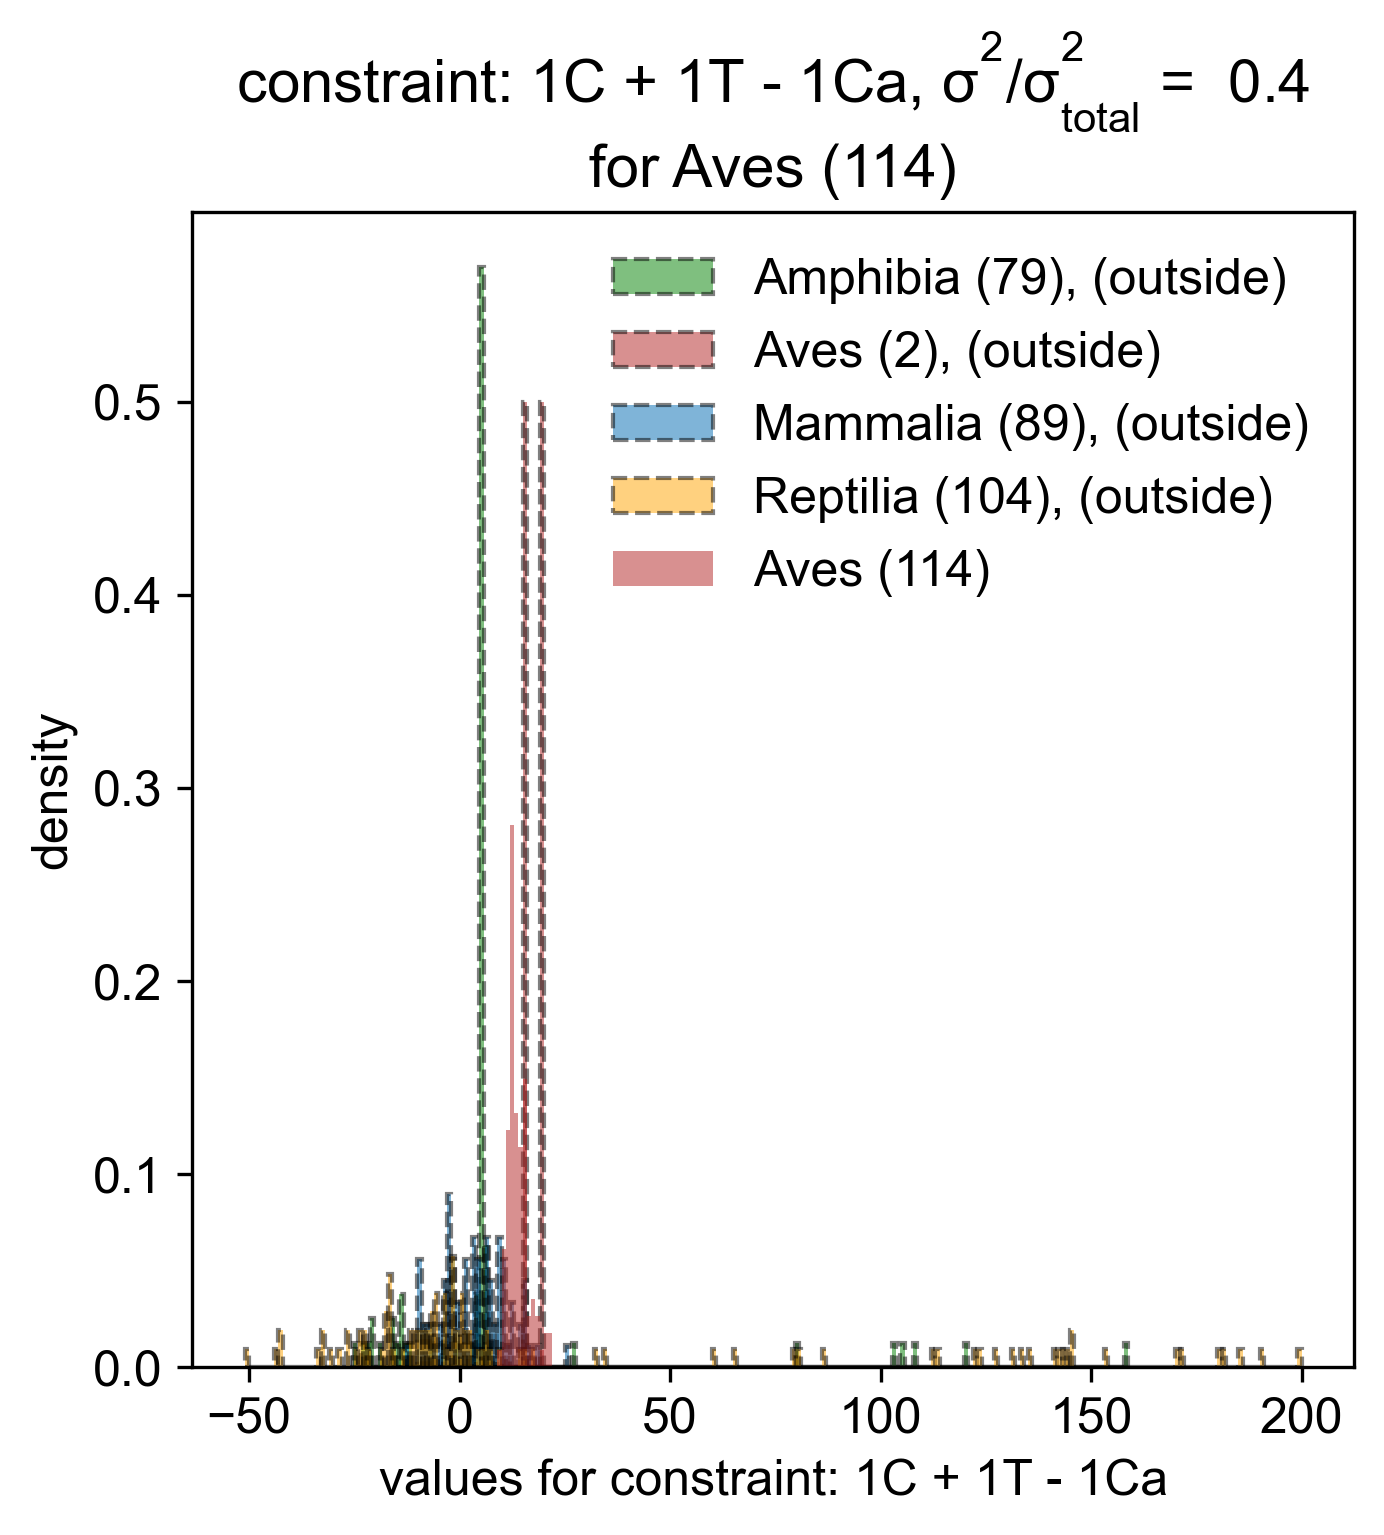 constraint: 1C + 1T - 1Ca, σ²/σ²total = 0.4
for Aves (114)
Amphibia (79), (outside)
Aves (2), (outside)
Mammalia (89), (outside)
Reptilia (104), (outside)
Aves (114)
density
0.5
0.4
0.3
0.2
0.1
0.0
−50 0 50 100 150 200
values for constraint: 1C + 1T - 1Ca